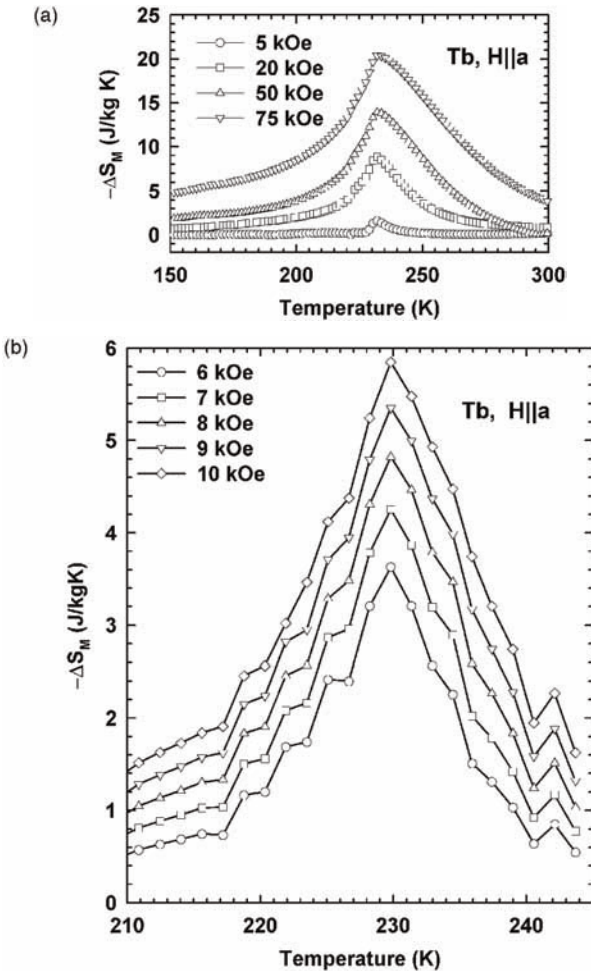 (a)
5 kOe
20 kOe
50 kOe
75 kOe
Tb, H||a
25
20
15
10
5
0
−ΔS_M (J/kg K)
150 200 250 300
Temperature (K)
(b)
6 kOe
7 kOe
8 kOe
9 kOe
10 kOe
Tb, H||a
6
5
4
3
2
1
0
−ΔS_M (J/kgK)
210 220 230 240
Temperature (K)